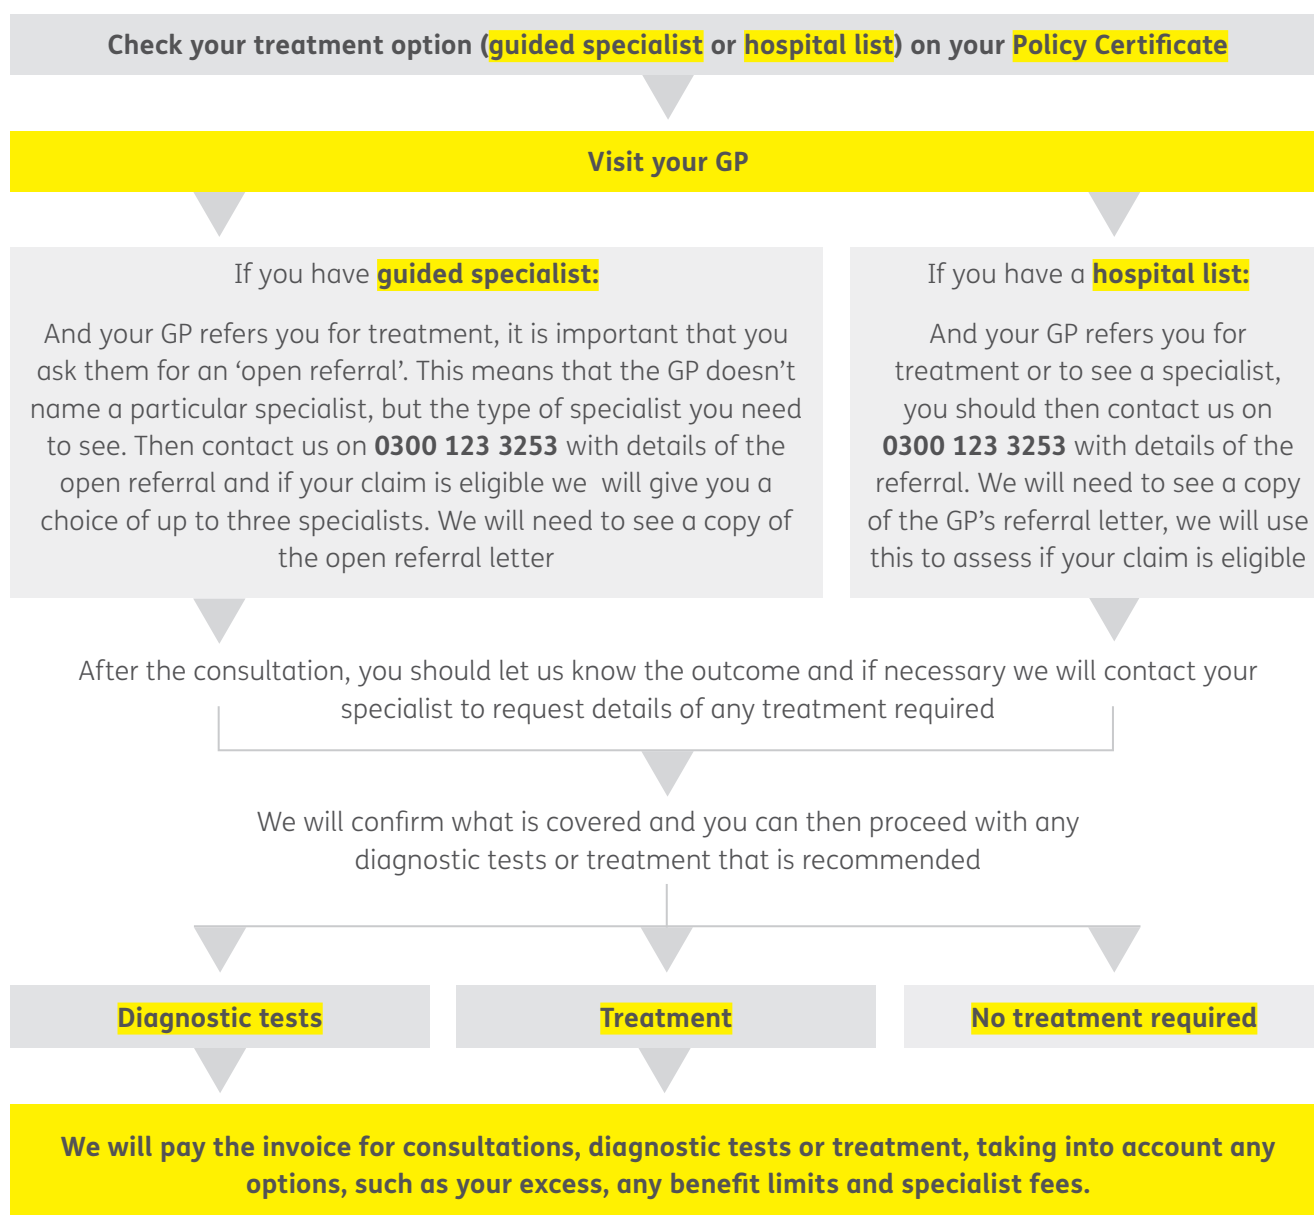 Check your treatment option (guided specialist or hospital list) on your Policy Certificate
Visit your GP
If you have guided specialist:
And your GP refers you for treatment, it is important that you
ask them for an ‘open referral’. This means that the GP doesn’t
name a particular specialist, but the type of specialist you need
to see. Then contact us on 0300 123 3253 with details of the
open referral and if your claim is eligible we will give you a
choice of up to three specialists. We will need to see a copy of
the open referral letter
If you have a hospital list:
And your GP refers you for
treatment or to see a specialist,
you should then contact us on
0300 123 3253 with details of the
referral. We will need to see a copy
of the GP’s referral letter, we will use
this to assess if your claim is eligible
After the consultation, you should let us know the outcome and if necessary we will contact your
specialist to request details of any treatment required
We will confirm what is covered and you can then proceed with any
diagnostic tests or treatment that is recommended
Diagnostic tests
Treatment
No treatment required
We will pay the invoice for consultations, diagnostic tests or treatment, taking into account any
options, such as your excess, any benefit limits and specialist fees.